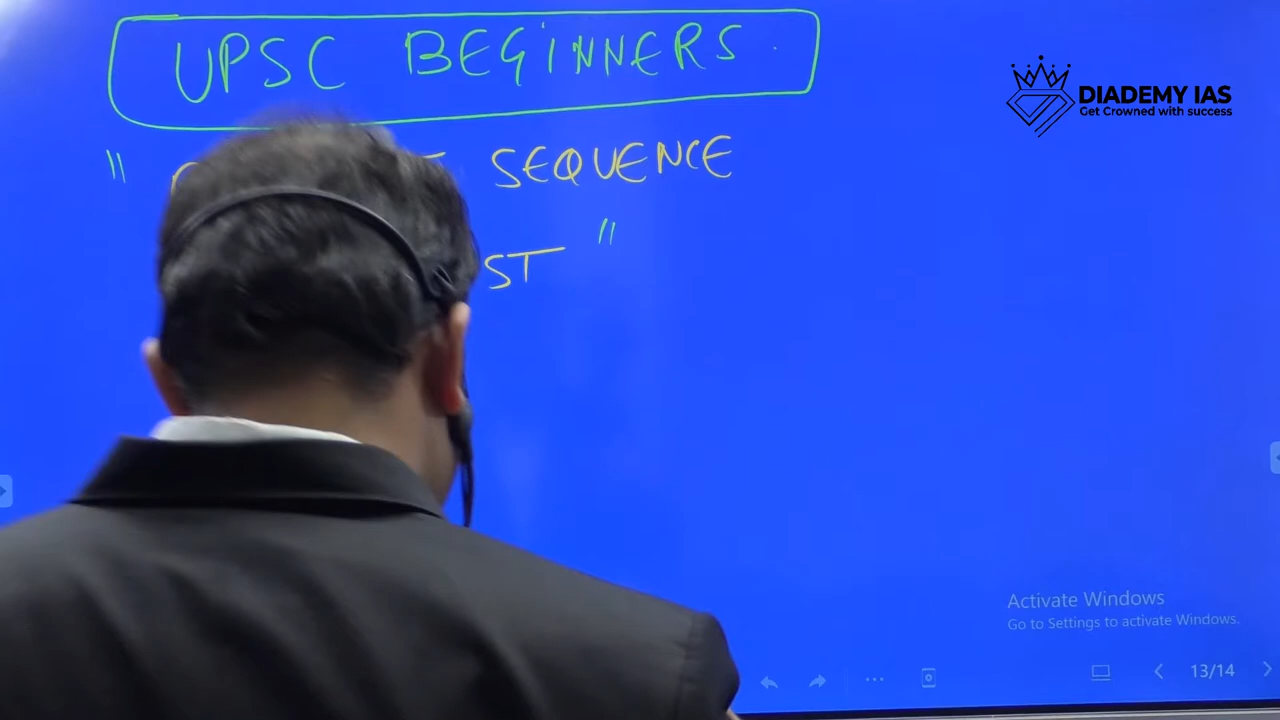 UPSC BEGINNERS
" SEQUENCE
ST "
DIADEMY IAS
Get Crowned with success
Activate Windows
Go to Settings to activate Windows.
13/14